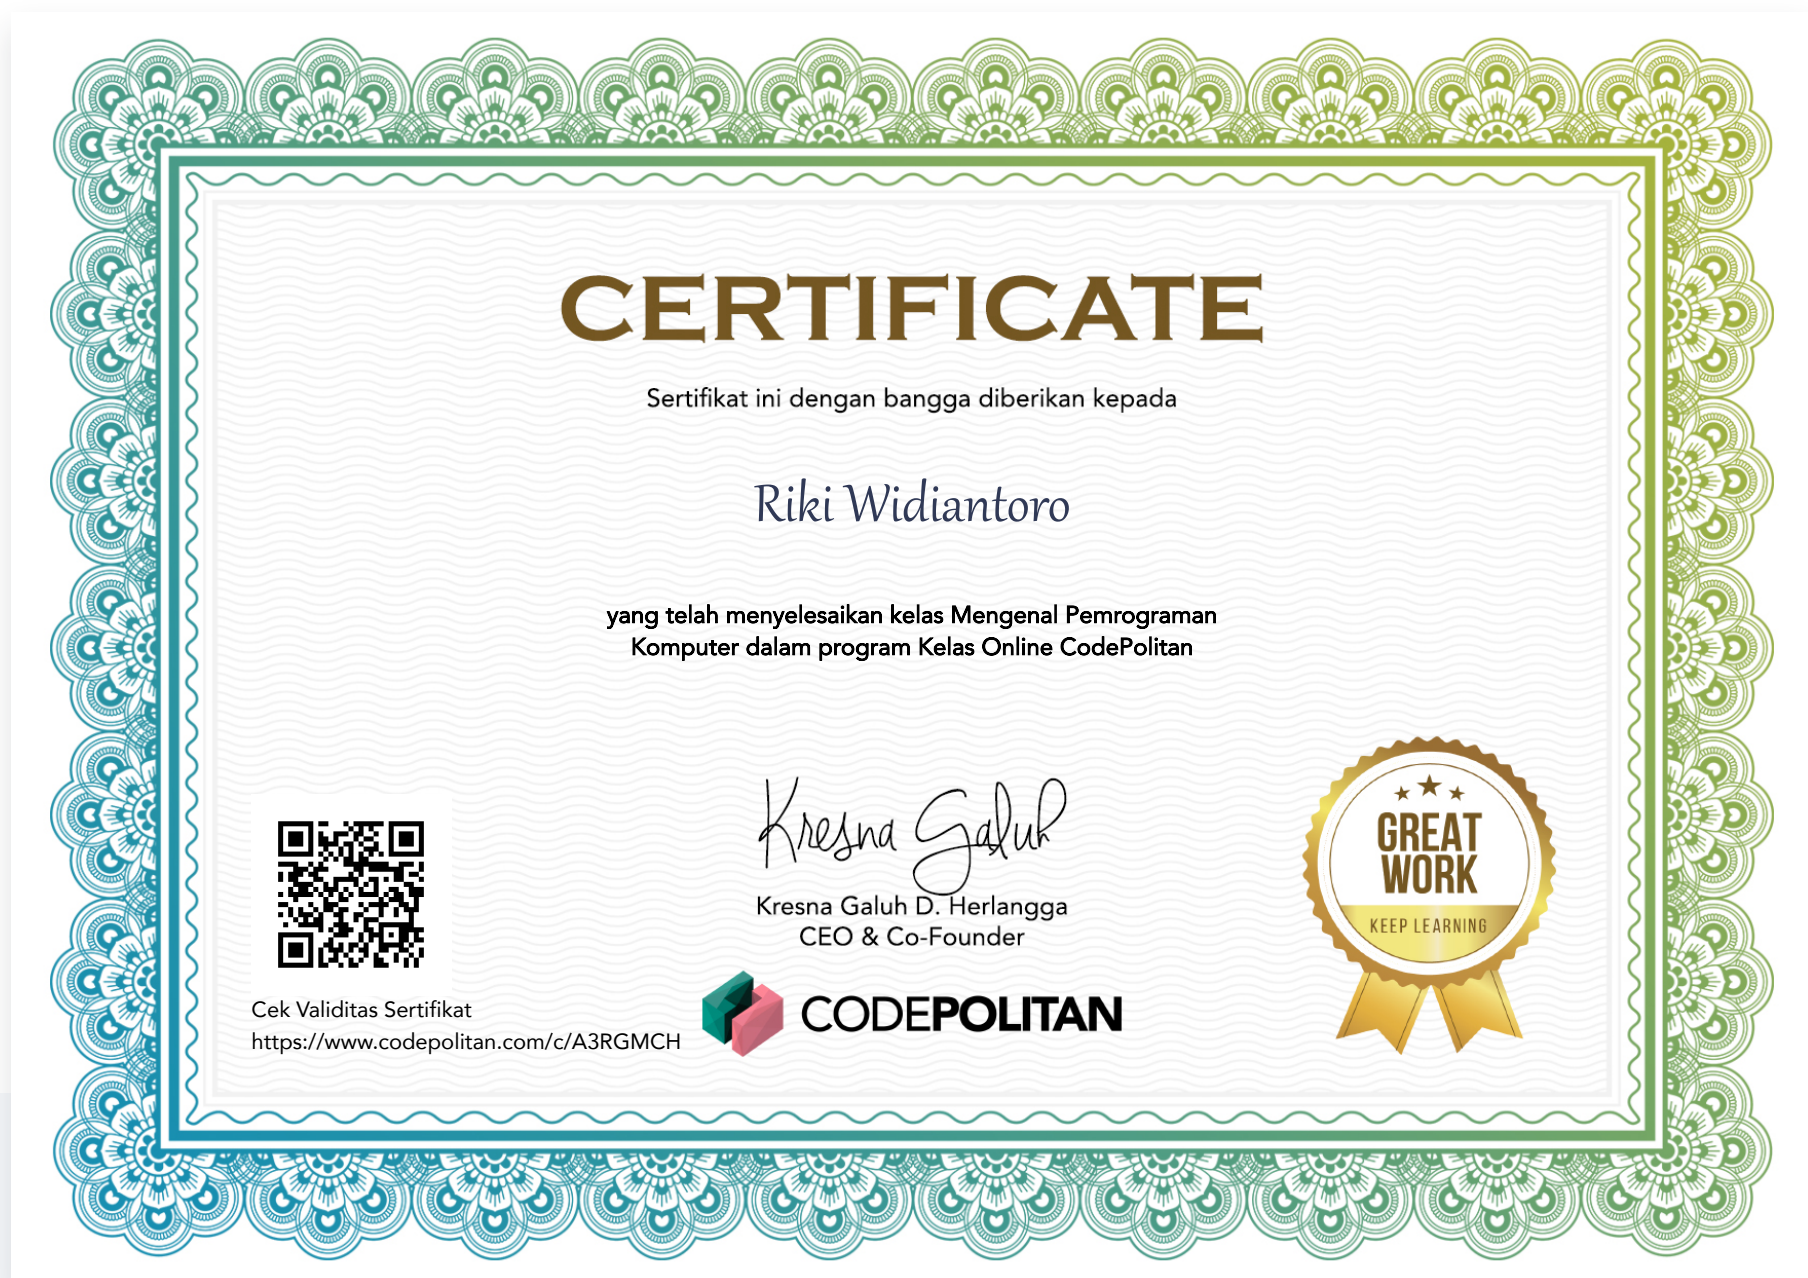 CERTIFICATE
Sertifikat ini dengan bangga diberikan kepada
Riki Widiantoro
yang telah menyelesaikan kelas Mengenal Pemrograman
Komputer dalam program Kelas Online CodePolitan
Kresna Galuh
Kresna Galuh D. Herlangga
CEO & Co-Founder
CODEPOLITAN
Cek Validitas Sertifikat
https://www.codepolitan.com/c/A3RGMCH
GREAT
WORK
KEEP LEARNING